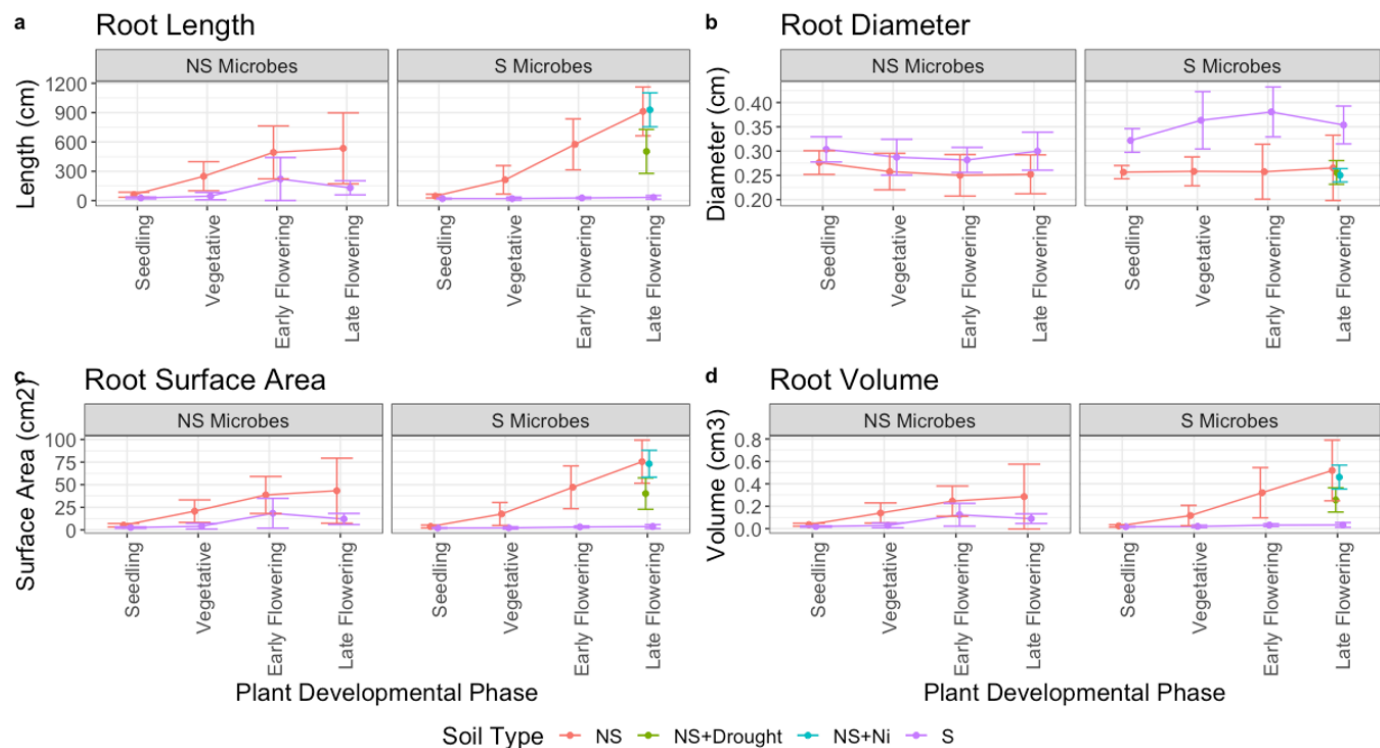 a Root Length
NS Microbes S Microbes
Length (cm)
1200
900
600
300
0
Seedling
Vegetative
Early Flowering
Late Flowering
Seedling
Vegetative
Early Flowering
Late Flowering
b Root Diameter
NS Microbes S Microbes
Diameter (cm)
0.40
0.35
0.30
0.25
0.20
Seedling
Vegetative
Early Flowering
Late Flowering
Seedling
Vegetative
Early Flowering
Late Flowering
c Root Surface Area
NS Microbes S Microbes
Surface Area (cm2)
100
75
50
25
0
Seedling
Vegetative
Early Flowering
Late Flowering
Seedling
Vegetative
Early Flowering
Late Flowering
Plant Developmental Phase
d Root Volume
NS Microbes S Microbes
Volume (cm3)
0.8
0.6
0.4
0.2
0.0
Seedling
Vegetative
Early Flowering
Late Flowering
Seedling
Vegetative
Early Flowering
Late Flowering
Plant Developmental Phase
Soil Type NS NS+Drought NS+Ni S